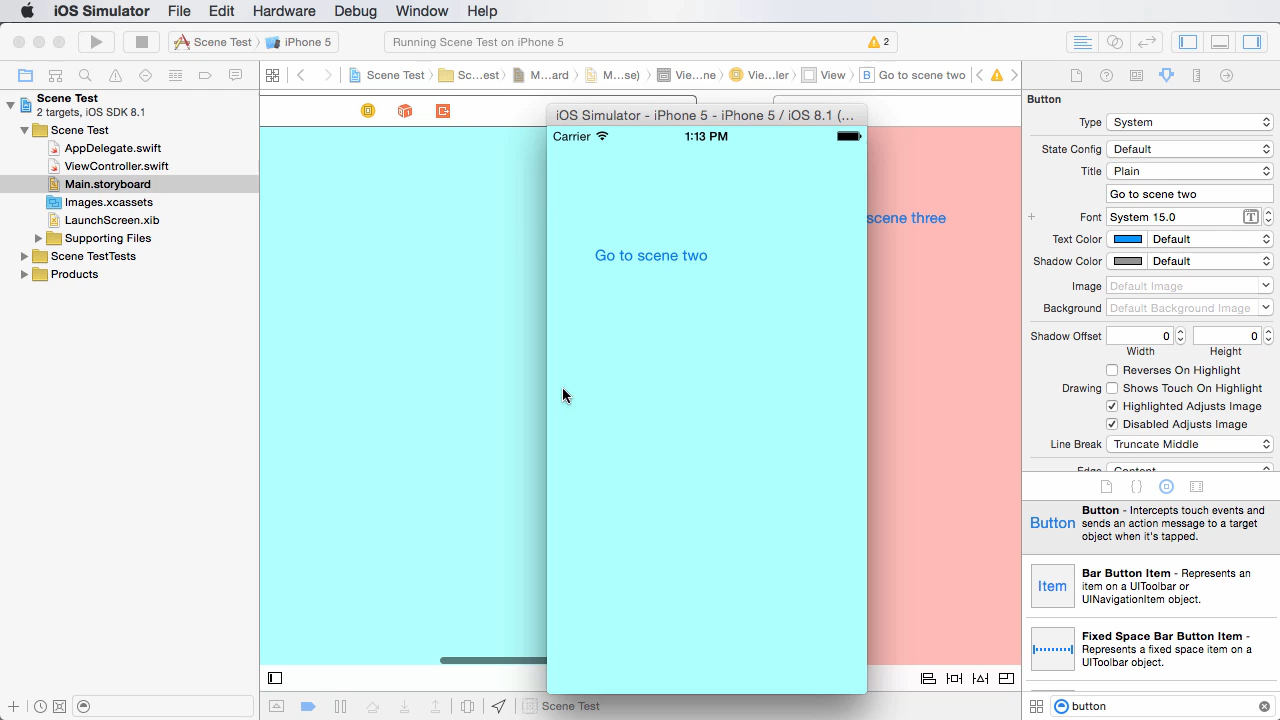 iOS Simulator File Edit Hardware Debug Window Help
Scene Test iPhone 5 Running Scene Test on iPhone 5 2
Scene Test Sc...est M...ard M...se) Vie...ne Vie...ler View B Go to scene two
Scene Test
2 targets, iOS SDK 8.1
Scene Test
AppDelegate.swift
ViewController.swift
Main.storyboard
Images.xcassets
LaunchScreen.xib
Supporting Files
Scene TestTests
Products
iOS Simulator - iPhone 5 - iPhone 5 / iOS 8.1 (...
Carrier 1:13 PM
Go to scene two
scene three
Button
Type System
State Config Default
Title Plain
Go to scene two
Font System 15.0 T
Text Color Default
Shadow Color Default
Image Default Image
Background Default Background Image
Shadow Offset 0 0
Width Height
Reverses On Highlight
Drawing Shows Touch On Highlight
Highlighted Adjusts Image
Disabled Adjusts Image
Line Break Truncate Middle
Edge Content
{ }
Button
Button - Intercepts touch events and
sends an action message to a target
object when it's tapped.
Item
Bar Button Item - Represents an
item on a UIToolbar or
UINavigationItem object.
Fixed Space Bar Button Item -
Represents a fixed space item on a
UIToolbar object.
Scene Test
button